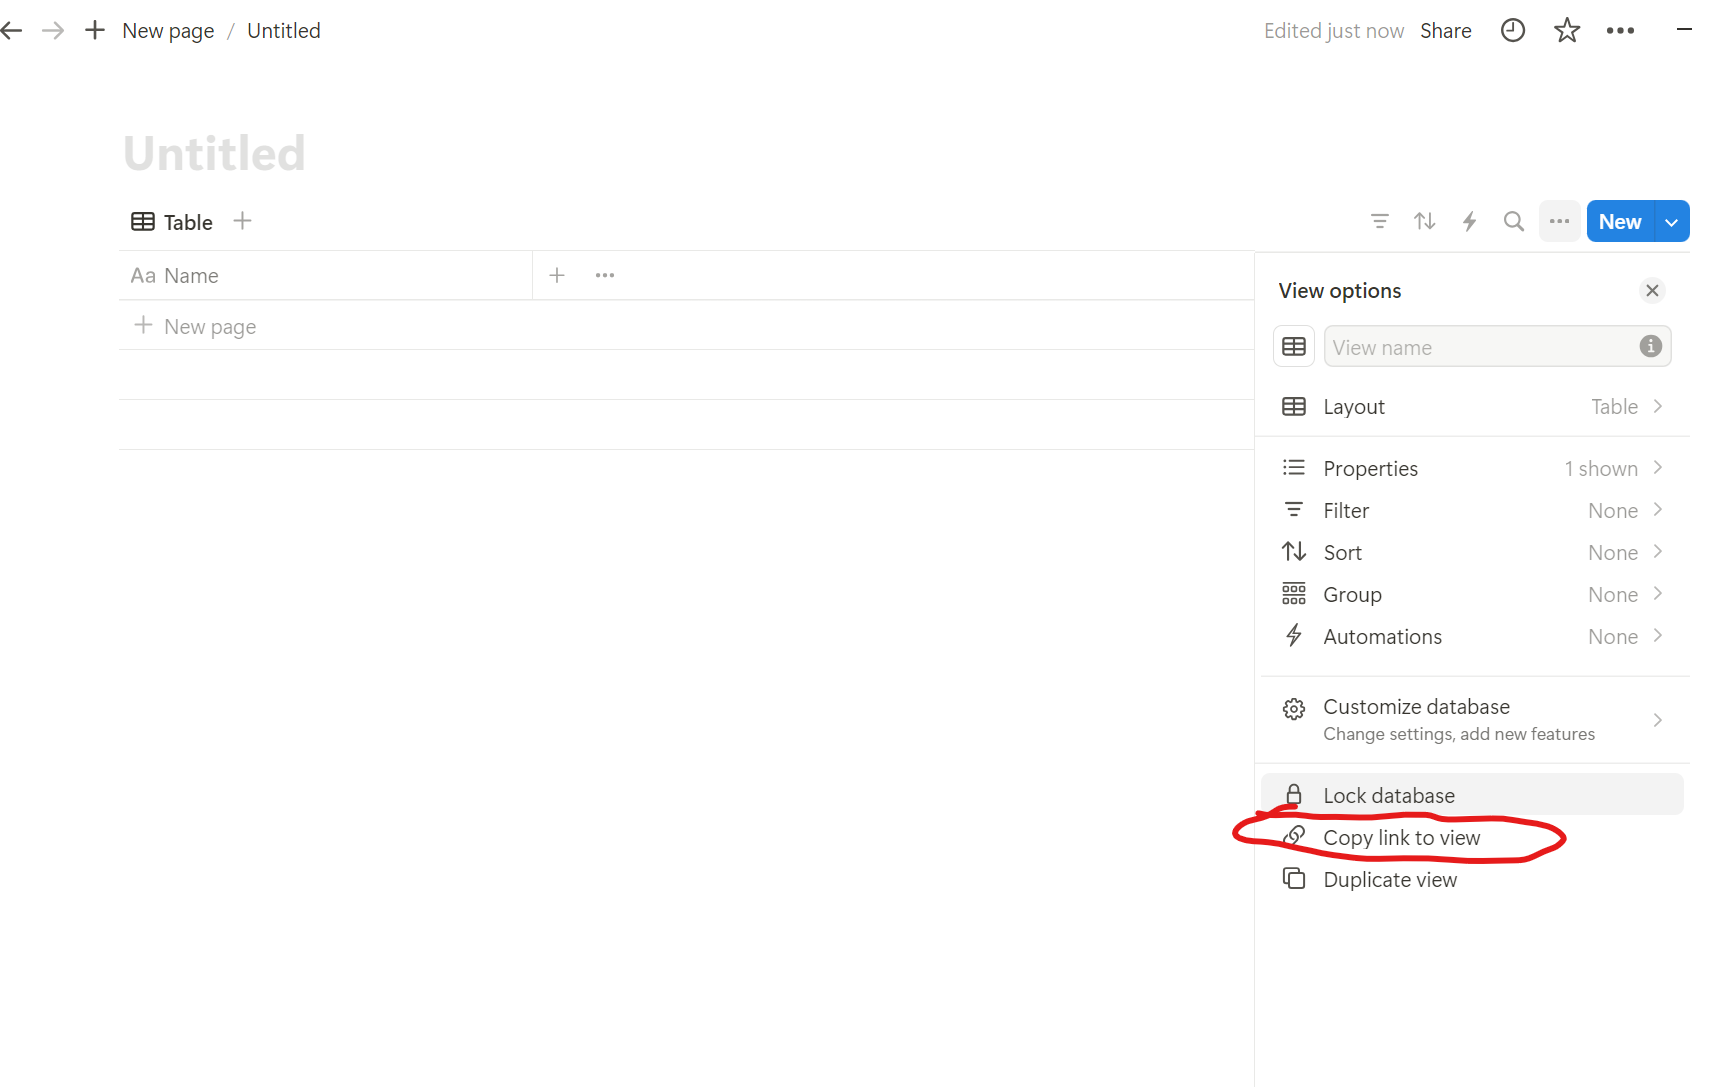 New page / Untitled
Edited just now Share
Untitled
Table
New
Aa Name
New page
View options
View name
Layout Table
Properties 1 shown
Filter None
Sort None
Group None
Automations None
Customize database
Change settings, add new features
Lock database
Copy link to view
Duplicate view